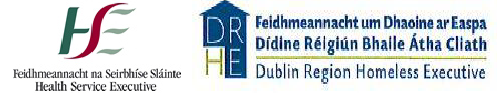 HSE
Feidhmeannacht na Seirbhíse Sláinte
Health Service Executive
DR
HE
Feidhmeannacht um Dhaoine ar Easpa
Dídine Réigiún Bhaile Átha Cliath
Dublin Region Homeless Executive